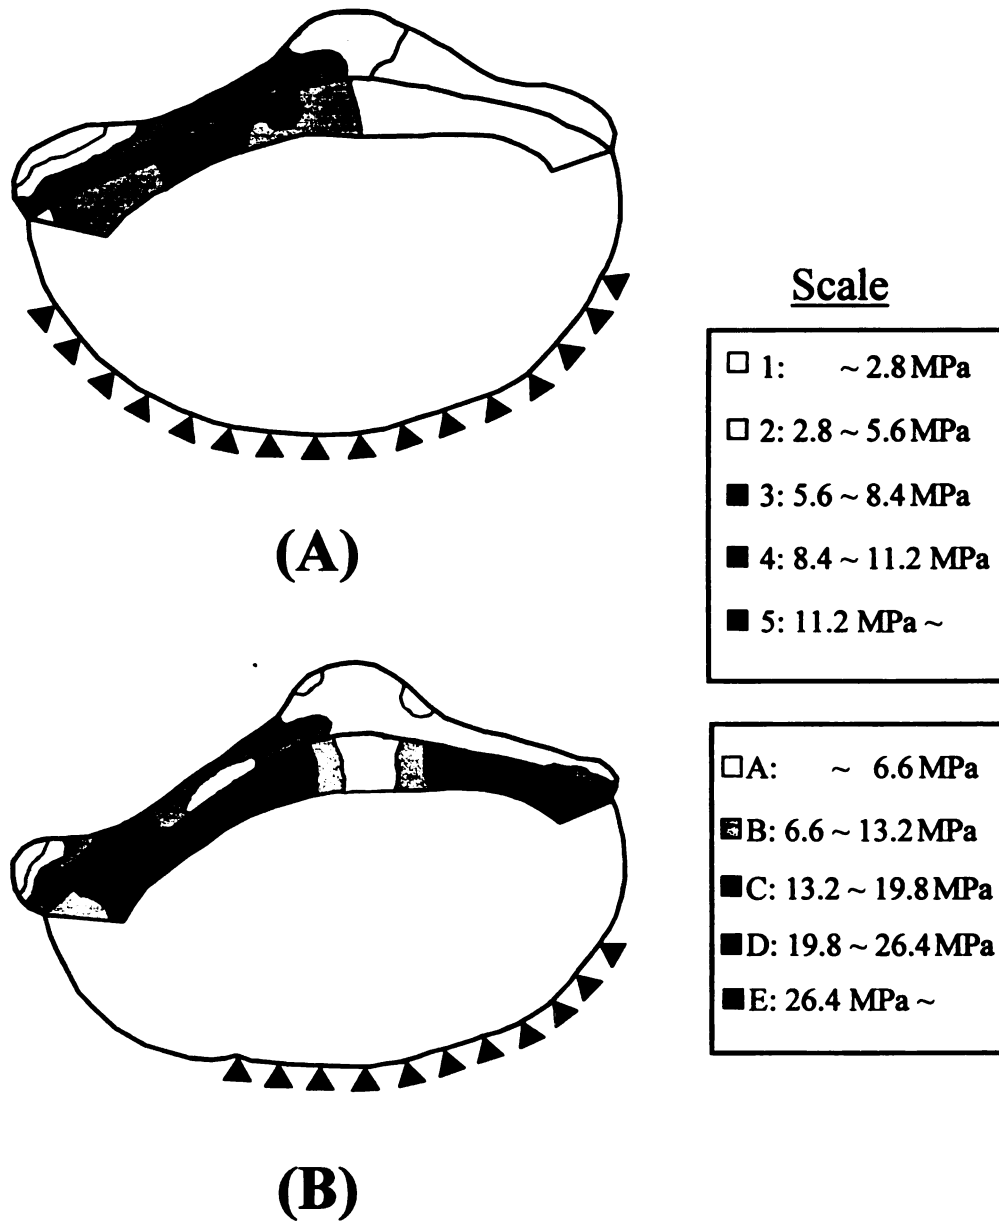 Scale
1: ~ 2.8 MPa
2: 2.8 ~ 5.6 MPa
3: 5.6 ~ 8.4 MPa
4: 8.4 ~ 11.2 MPa
5: 11.2 MPa ~
(A)
A: ~ 6.6 MPa
B: 6.6 ~ 13.2 MPa
C: 13.2 ~ 19.8 MPa
D: 19.8 ~ 26.4 MPa
E: 26.4 MPa ~
(B)